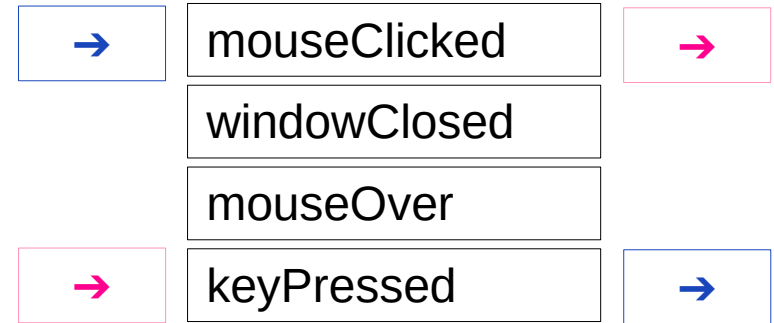 ➔ mouseClicked ➔
windowClosed
mouseOver
➔ keyPressed ➔